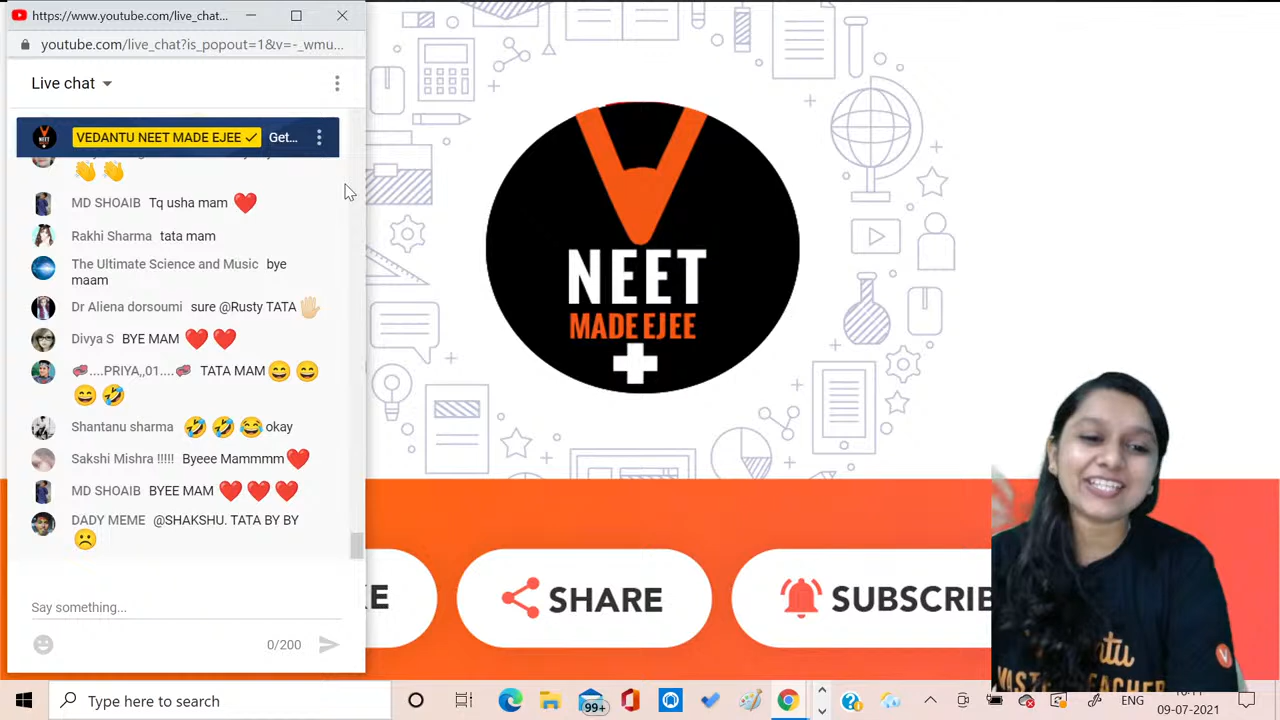 https://www.youtube.com/live_chat...
youtube.com/live_chat?is_popout=1&v=-_wmu...
Live chat
NEET
VEDANTU NEET MADE EJEE ✓ Get...
👏 👏
MD SHOAIB Tq usha mam ❤️
Rakhi Sharma tata mam
The Ultimate Science and Music bye
maam
Dr Aliena dorsoumi sure @Rusty TATA 🖐
Divya S BYE MAM ❤️ ❤️
....PRIYA,,01.... TATA MAM 😄 😄
😄 🤣
Shantanu sharma 🤣 🤣 😂 okay
Sakshi Mishra !!!!! Byeee Mammmm ❤️
MD SHOAIB BYEE MAM ❤️ ❤️ ❤️
DADY MEME @SHAKSHU. TATA BY BY
☹️
Say something...
0/200
NEET
MADE EJEE
KE
SHARE
SUBSCRIB
Type here to search
99+
ENG
09-07-2021